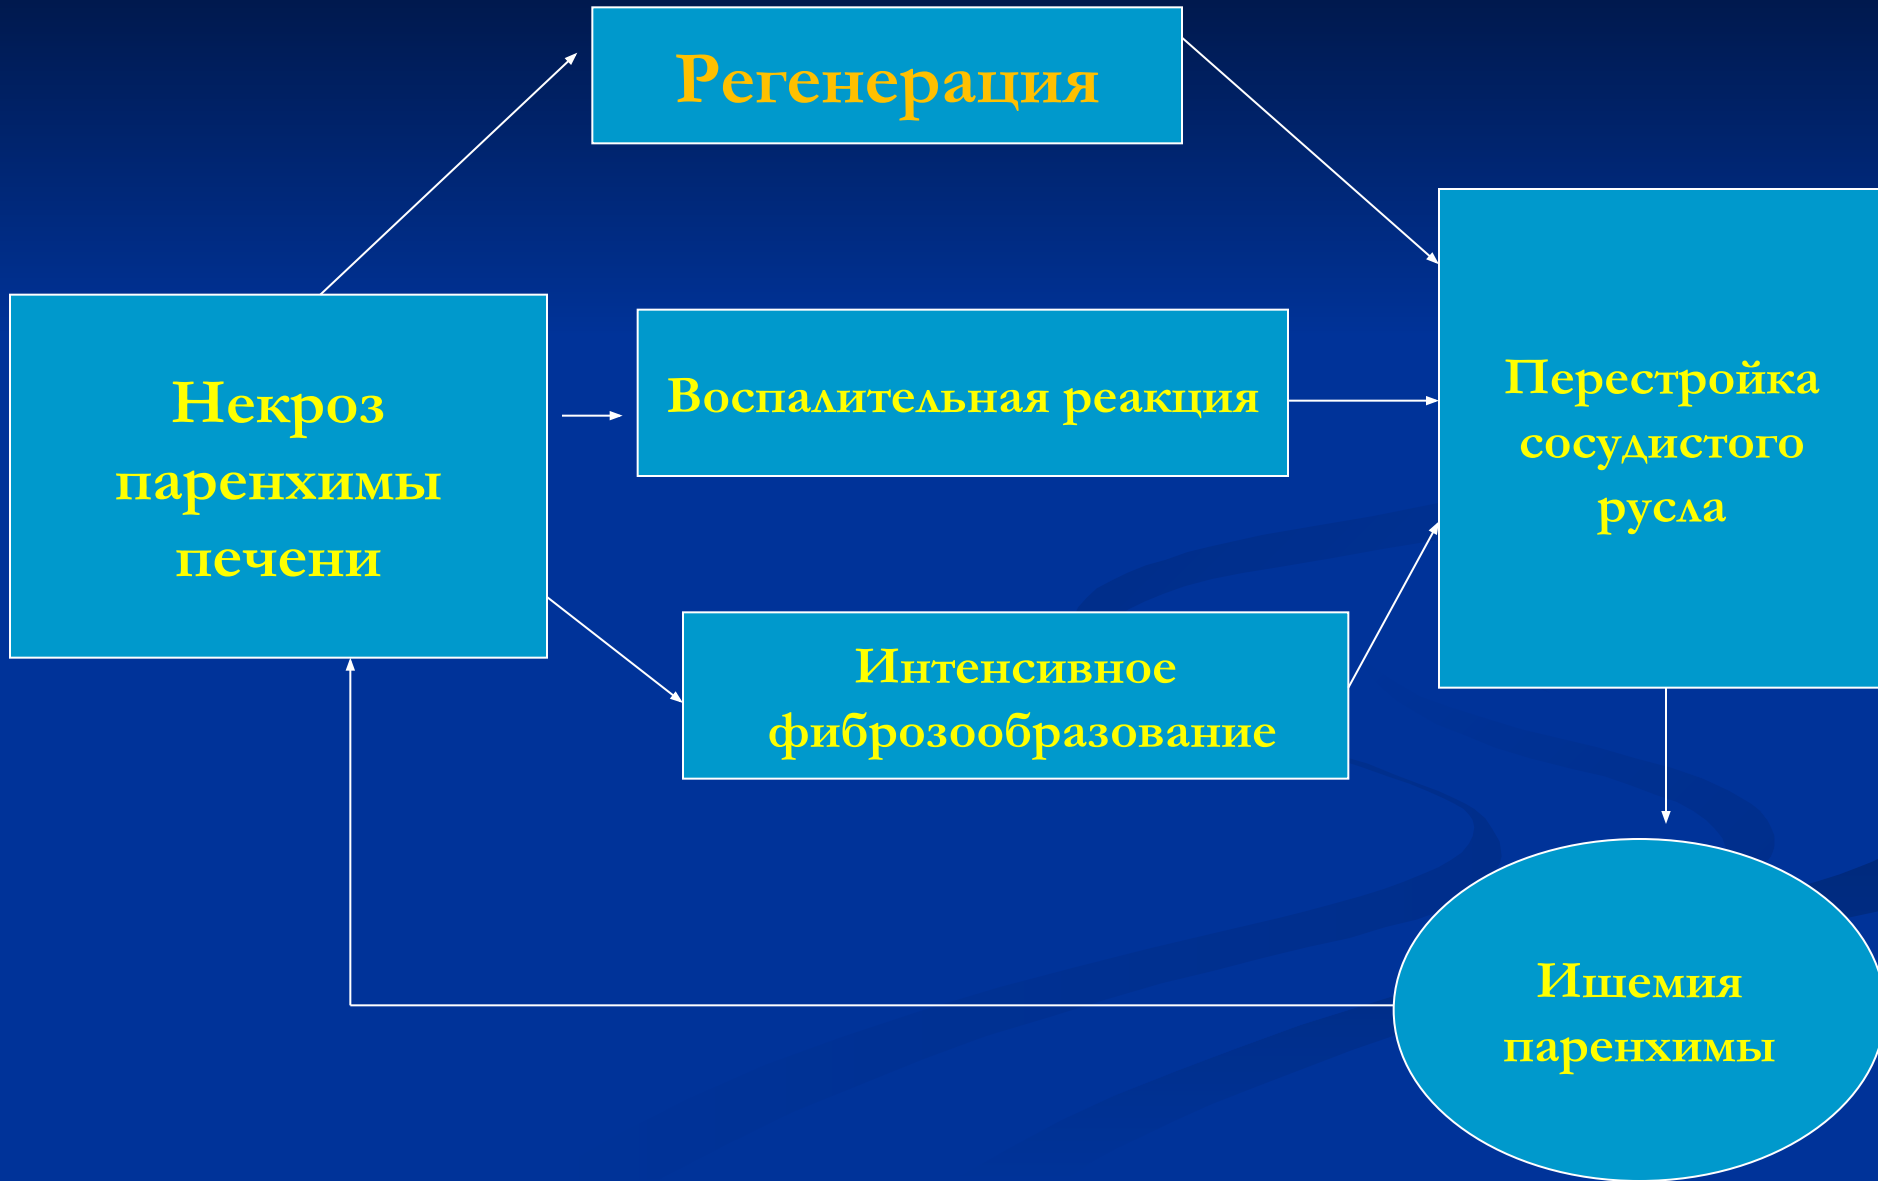 Регенерация
Некроз
паренхимы
печени
Воспалительная реакция
Интенсивное
фиброзообразование
Перестройка
сосудистого
русла
Ишемия
паренхимы